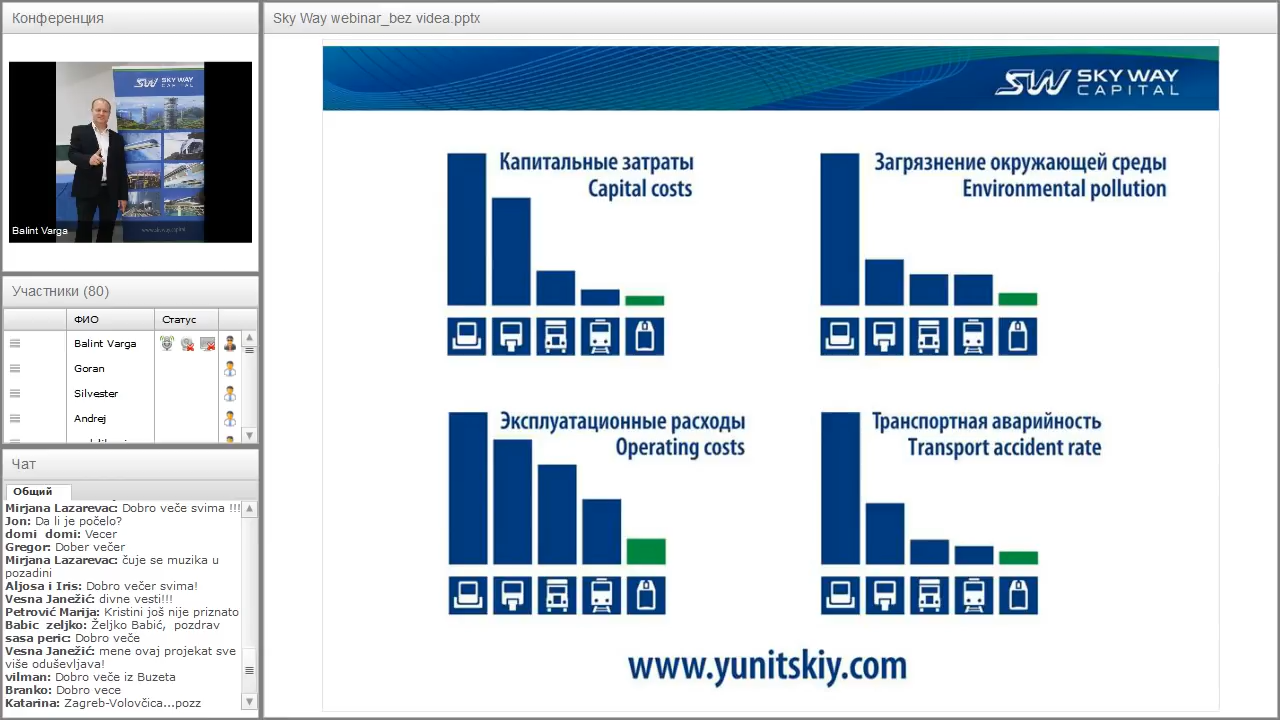 Конференция
Balint Varga
Участники (80)
ФИО
Статус
Balint Varga
Goran
Silvester
Andrej
Чат
Общий
Mirjana Lazarevac: Dobro veče svima !!!
Jon: Da li je počelo?
domi domi: Vecer
Gregor: Dober večer
Mirjana Lazarevac: čuje se muzika u
pozadini
Aljosa i Iris: Dobro večer svima!
Vesna Janežić: divne vesti!!!
Petrović Marija: Kristini još nije priznato
Babic zeljko: Željko Babić, pozdrav
sasa peric: Dobro veče
Vesna Janežić: mene ovaj projekat sve
više oduševljava!
vilman: Dobro veče iz Buzeta
Branko: Dobro vece
Katarina: Zagreb-Volovčica...pozz
Sky Way webinar_bez videa.pptx
SW SKY WAY
CAPITAL
Капитальные затраты
Capital costs
Загрязнение окружающей среды
Environmental pollution
Эксплуатационные расходы
Operating costs
Транспортная аварийность
Transport accident rate
www.yunitskiy.com